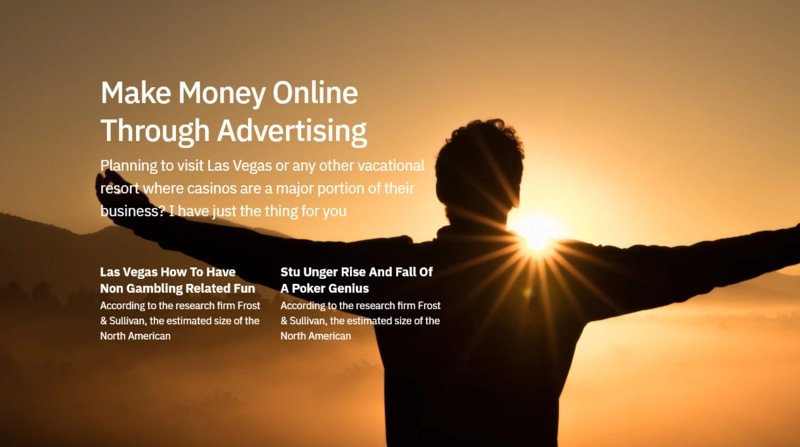 Make Money Online
Through Advertising
Planning to visit Las Vegas or any other vacational
resort where casinos are a major portion of their
business? I have just the thing for you
Las Vegas How To Have
Non Gambling Related Fun
According to the research firm Frost
& Sullivan, the estimated size of the
North American
Stu Unger Rise And Fall Of
A Poker Genius
According to the research firm Frost
& Sullivan, the estimated size of the
North American